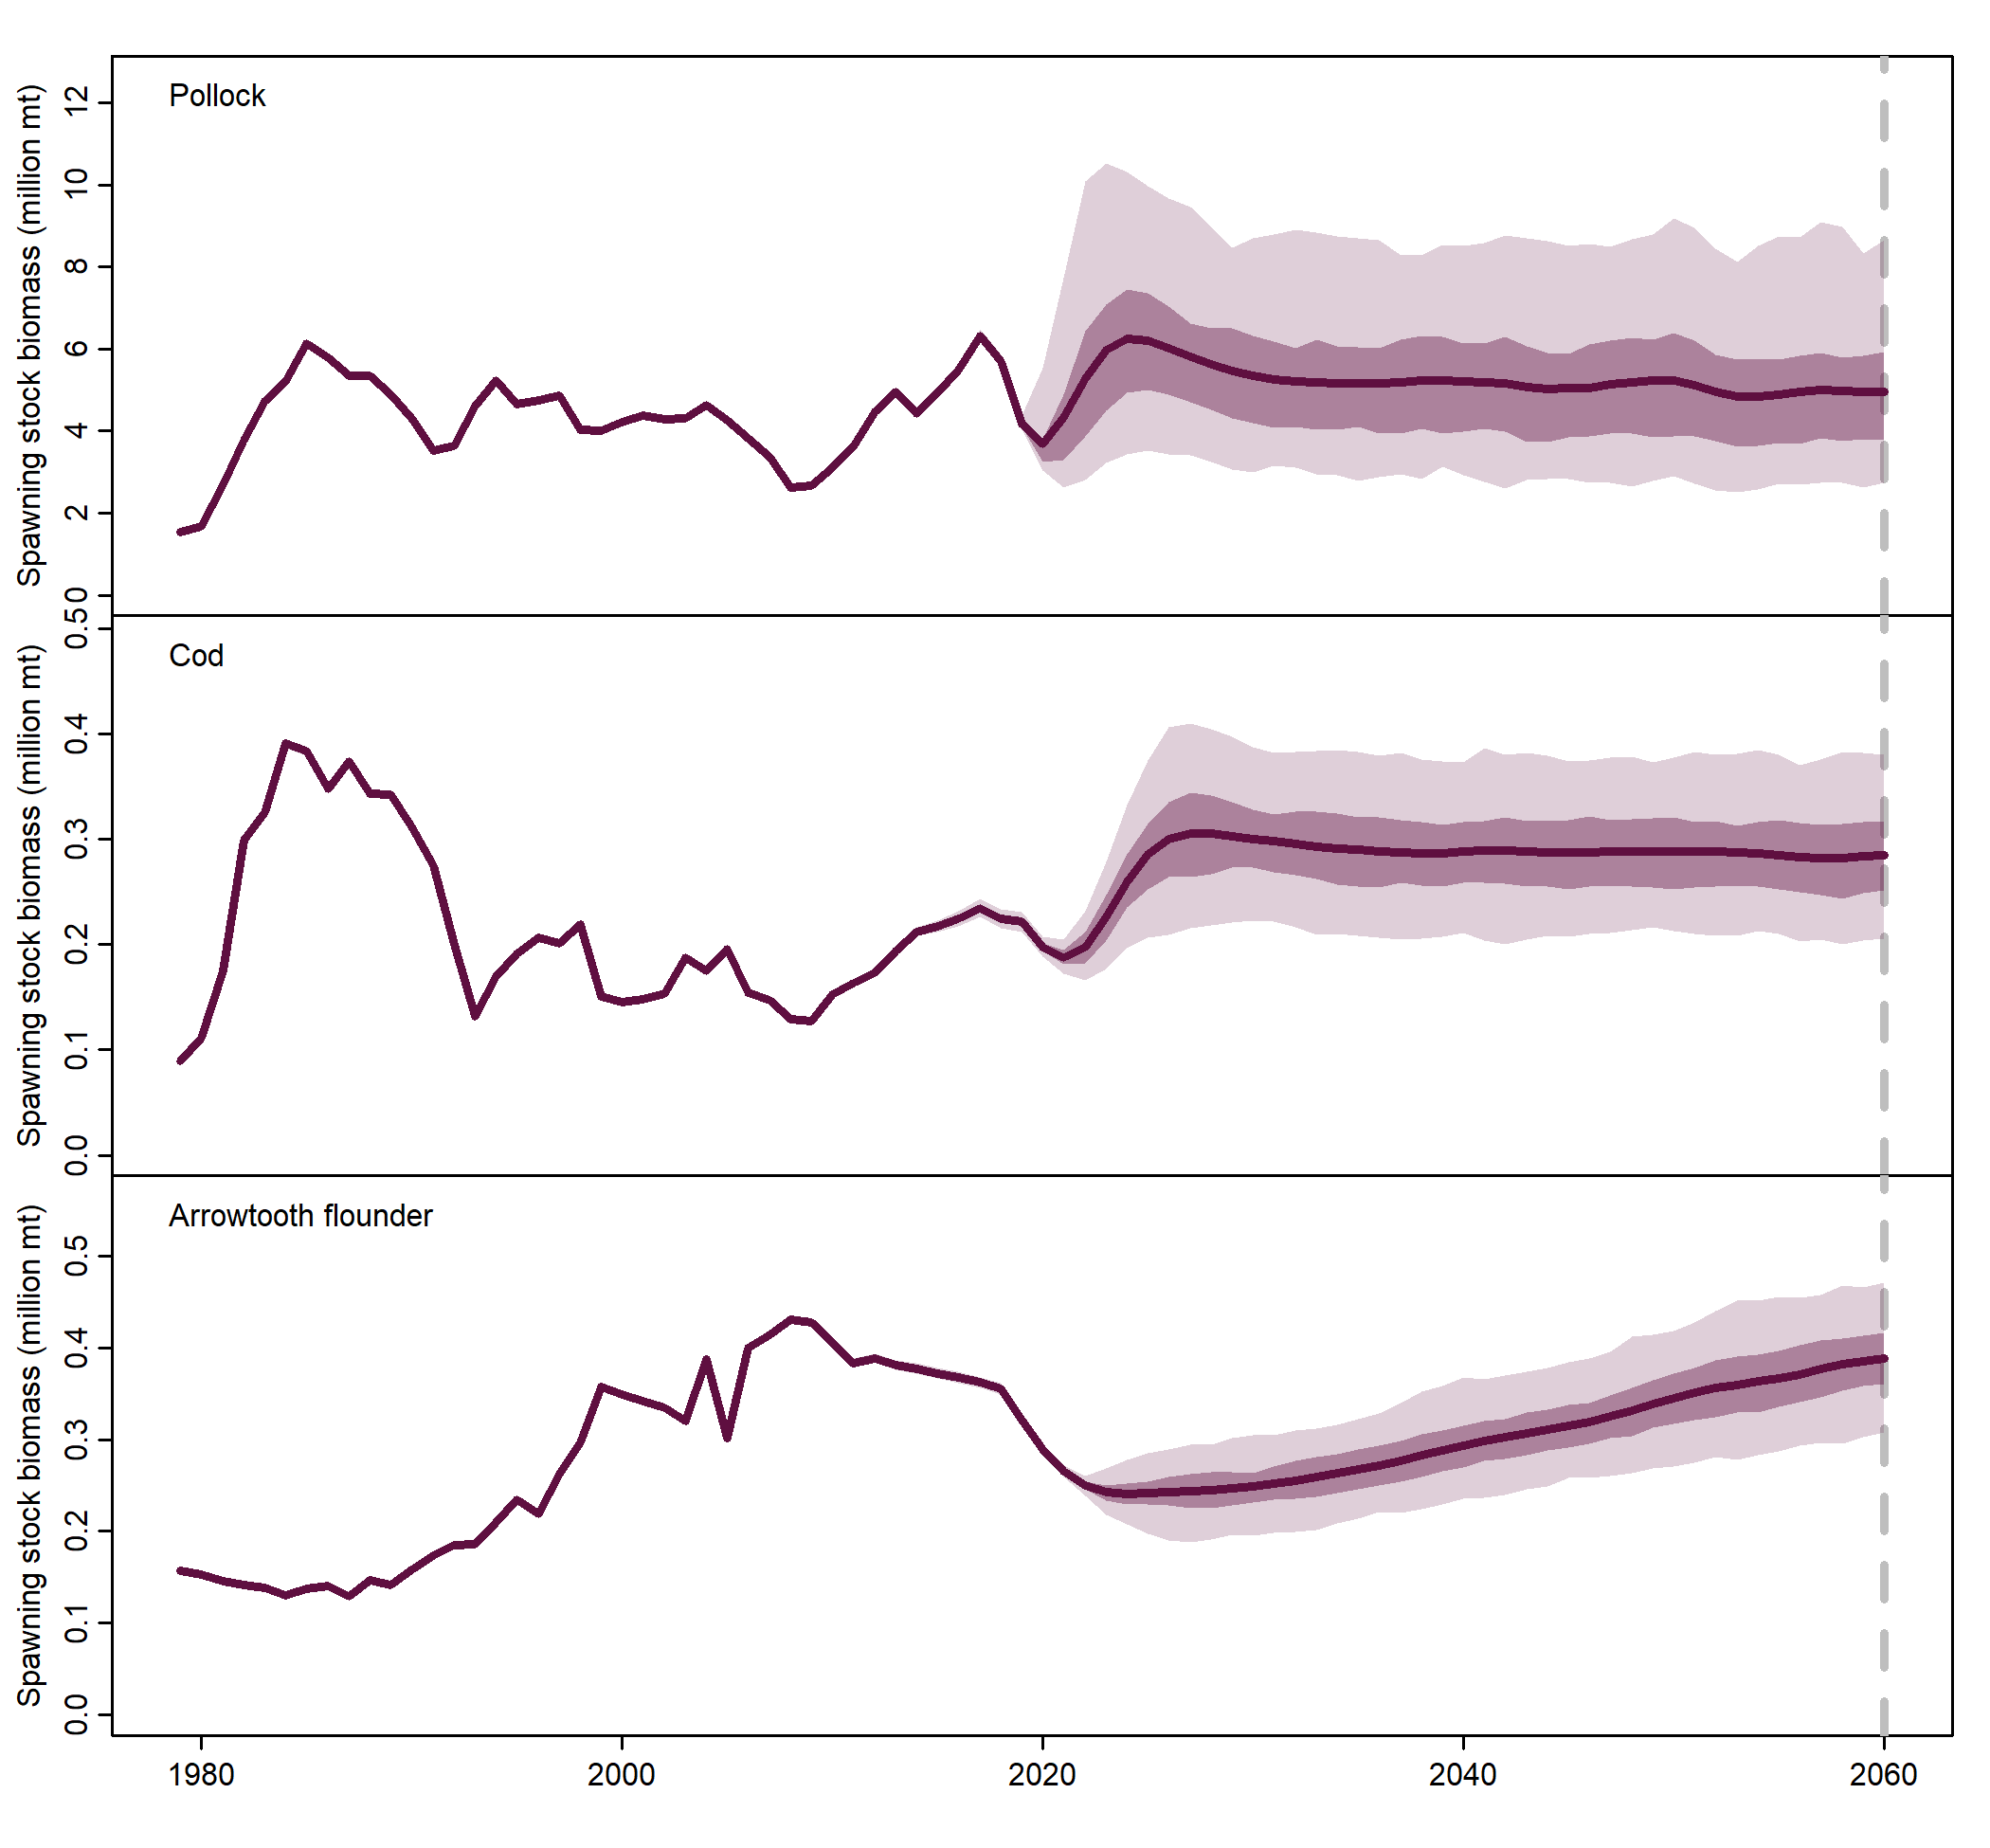 Pollock
Spawning stock biomass (million mt)
12
10
8
6
4
2
0
Cod
Spawning stock biomass (million mt)
0.5
0.4
0.3
0.2
0.1
0.0
Arrowtooth flounder
Spawning stock biomass (million mt)
0.5
0.4
0.3
0.2
0.1
0.0
1980 2000 2020 2040 2060